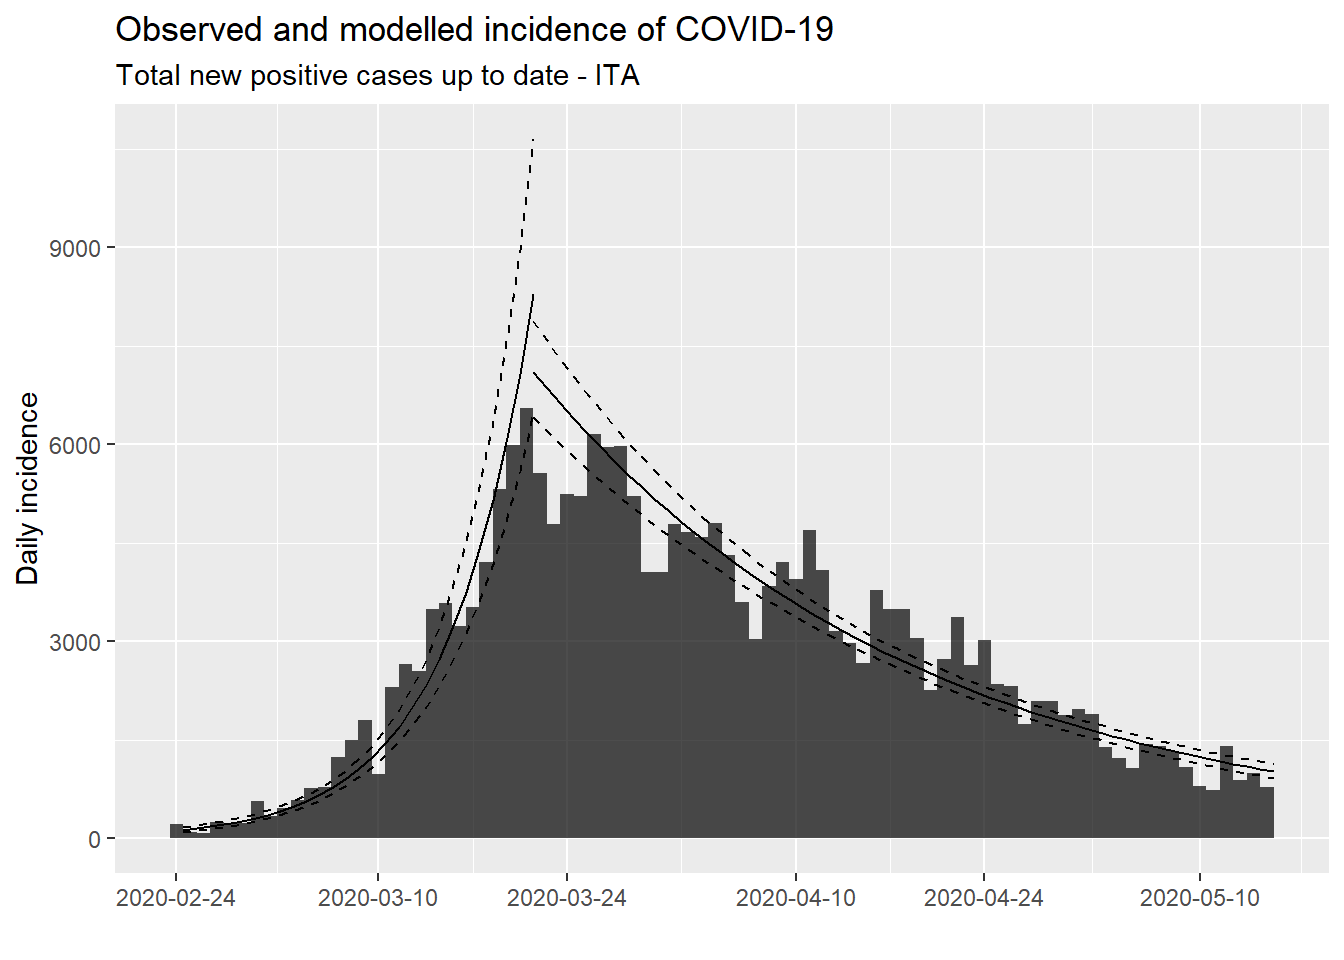 Observed and modelled incidence of COVID-19
Total new positive cases up to date - ITA
Daily incidence
9000
6000
3000
0
2020-02-24 2020-03-10 2020-03-24 2020-04-10 2020-04-24 2020-05-10